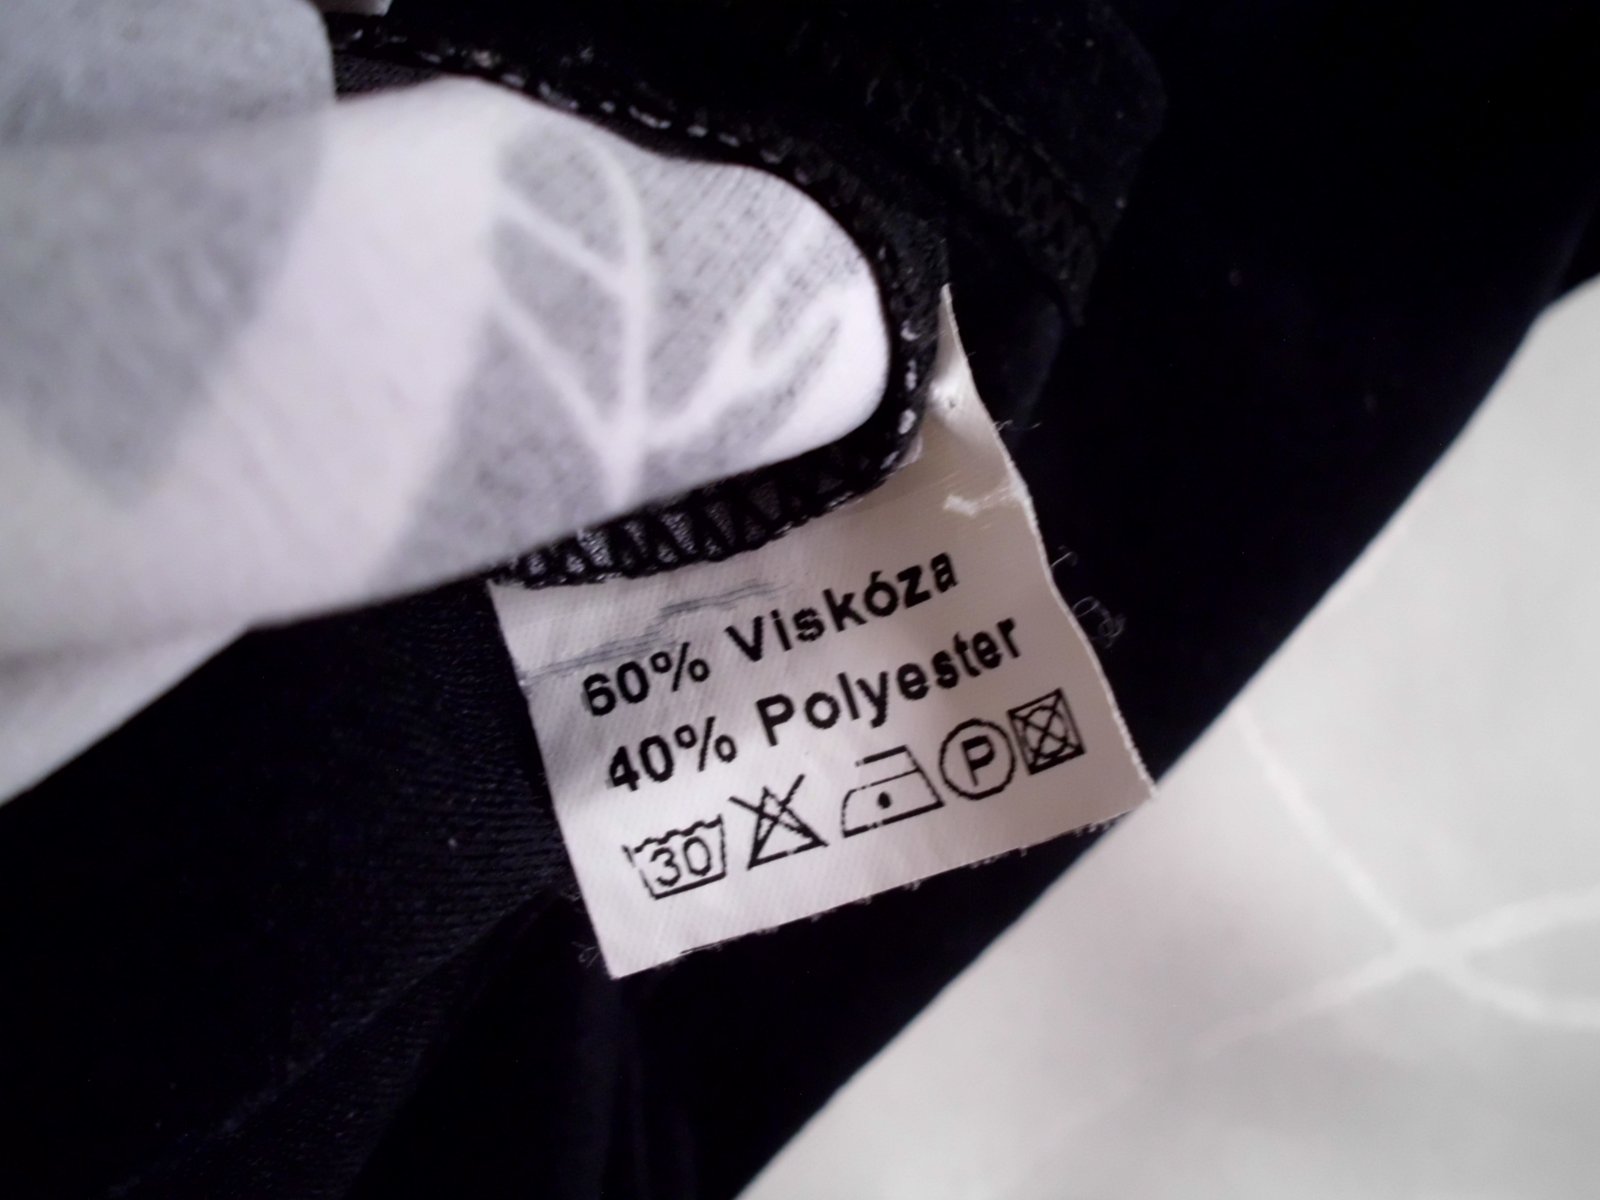 60% Viskóza
40% Polyester
30 P